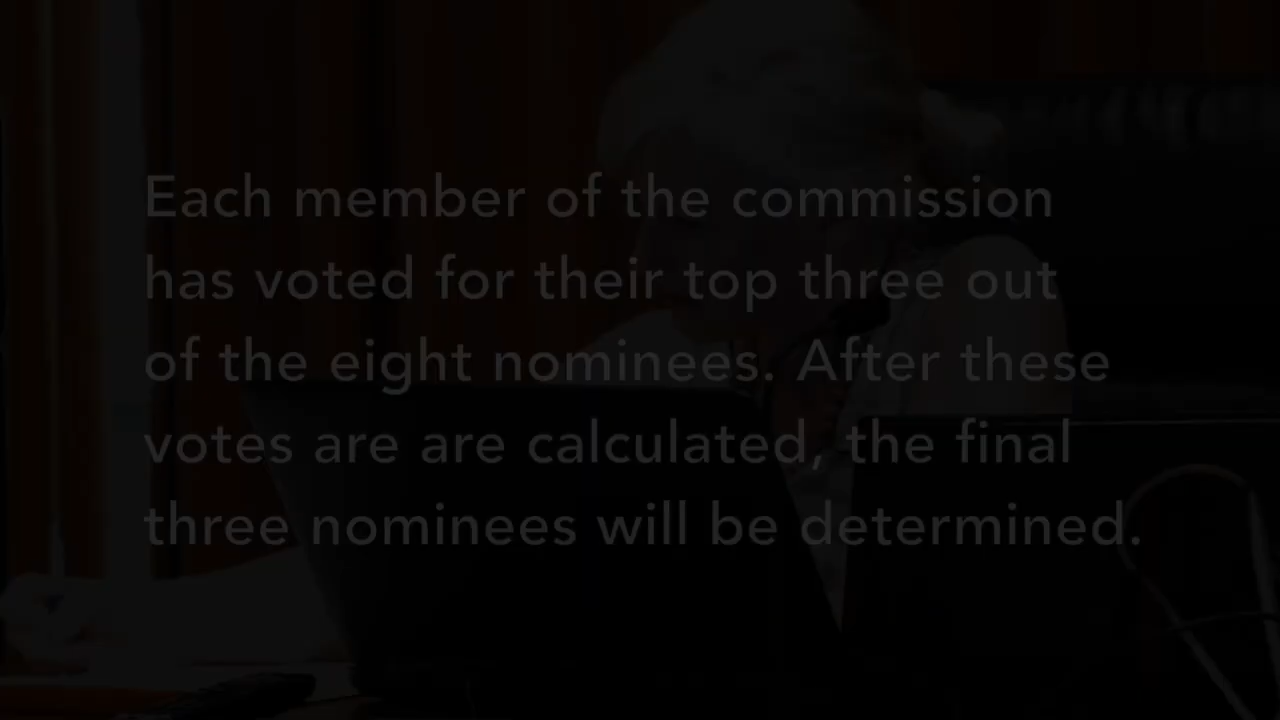 Each member of the commission
has voted for their top three out
of the eight nominees. After these
votes are are calculated, the final
three nominees will be determined.